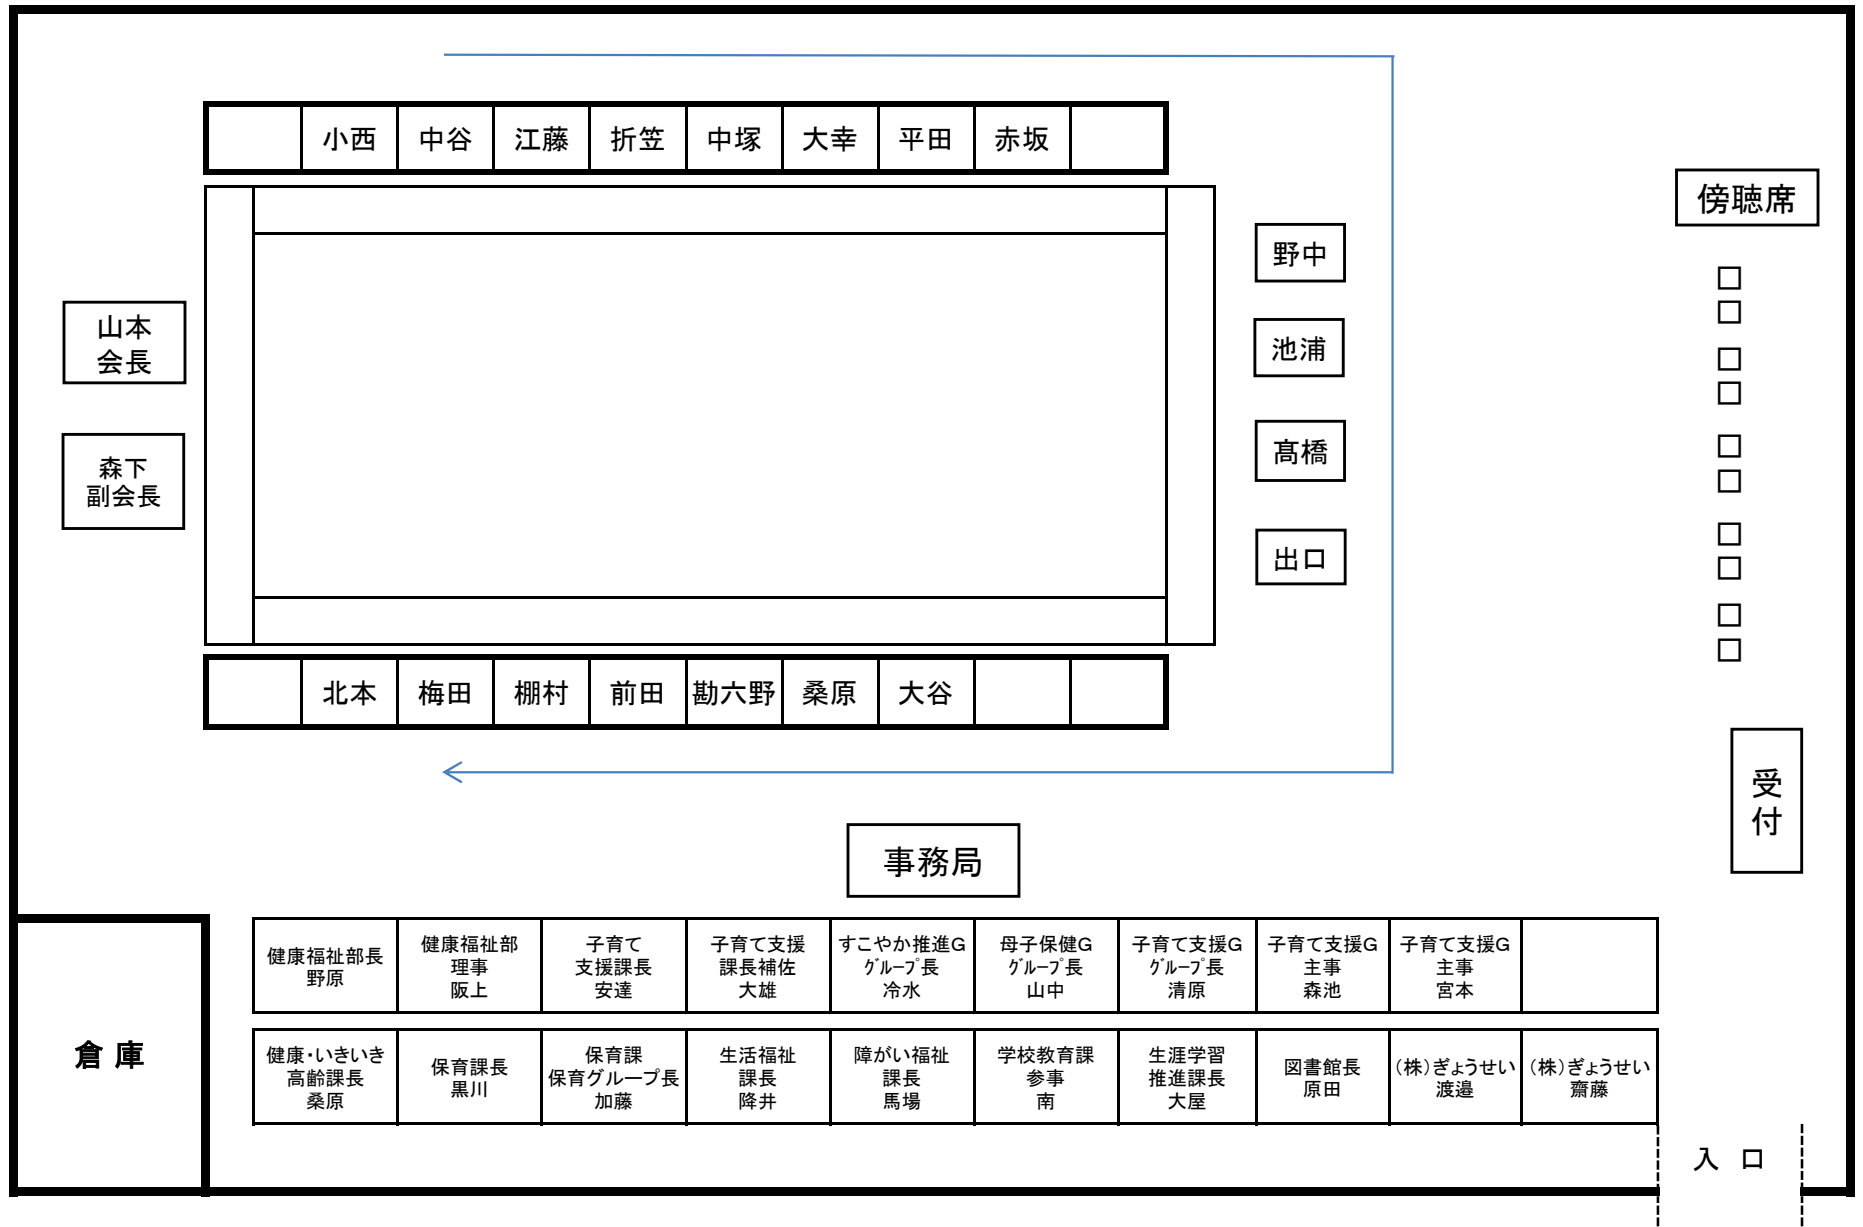 小西 中谷 江藤 折笠 中塚 大幸 平田 赤坂
傍聴席
野中
山本
会長
池浦
髙橋
森下
副会長
出口
北本 梅田 棚村 前田 勘六野 桑原 大谷
受
付
事務局
健康福祉部長
野原
健康福祉部
理事
阪上
子育て
支援課長
安達
子育て支援
課長補佐
大雄
すこやか推進G
グループ長
冷水
母子保健G
グループ長
山中
子育て支援G
グループ長
清原
子育て支援G
主事
森池
子育て支援G
主事
宮本
倉 庫
健康・いきいき
高齢課長
桑原
保育課長
黒川
保育課
保育グループ長
加藤
生活福祉
課長
降井
障がい福祉
課長
馬場
学校教育課
参事
南
生涯学習
推進課長
大屋
図書館長
原田
(株)ぎょうせい
渡邉
(株)ぎょうせい
齋藤
入 口